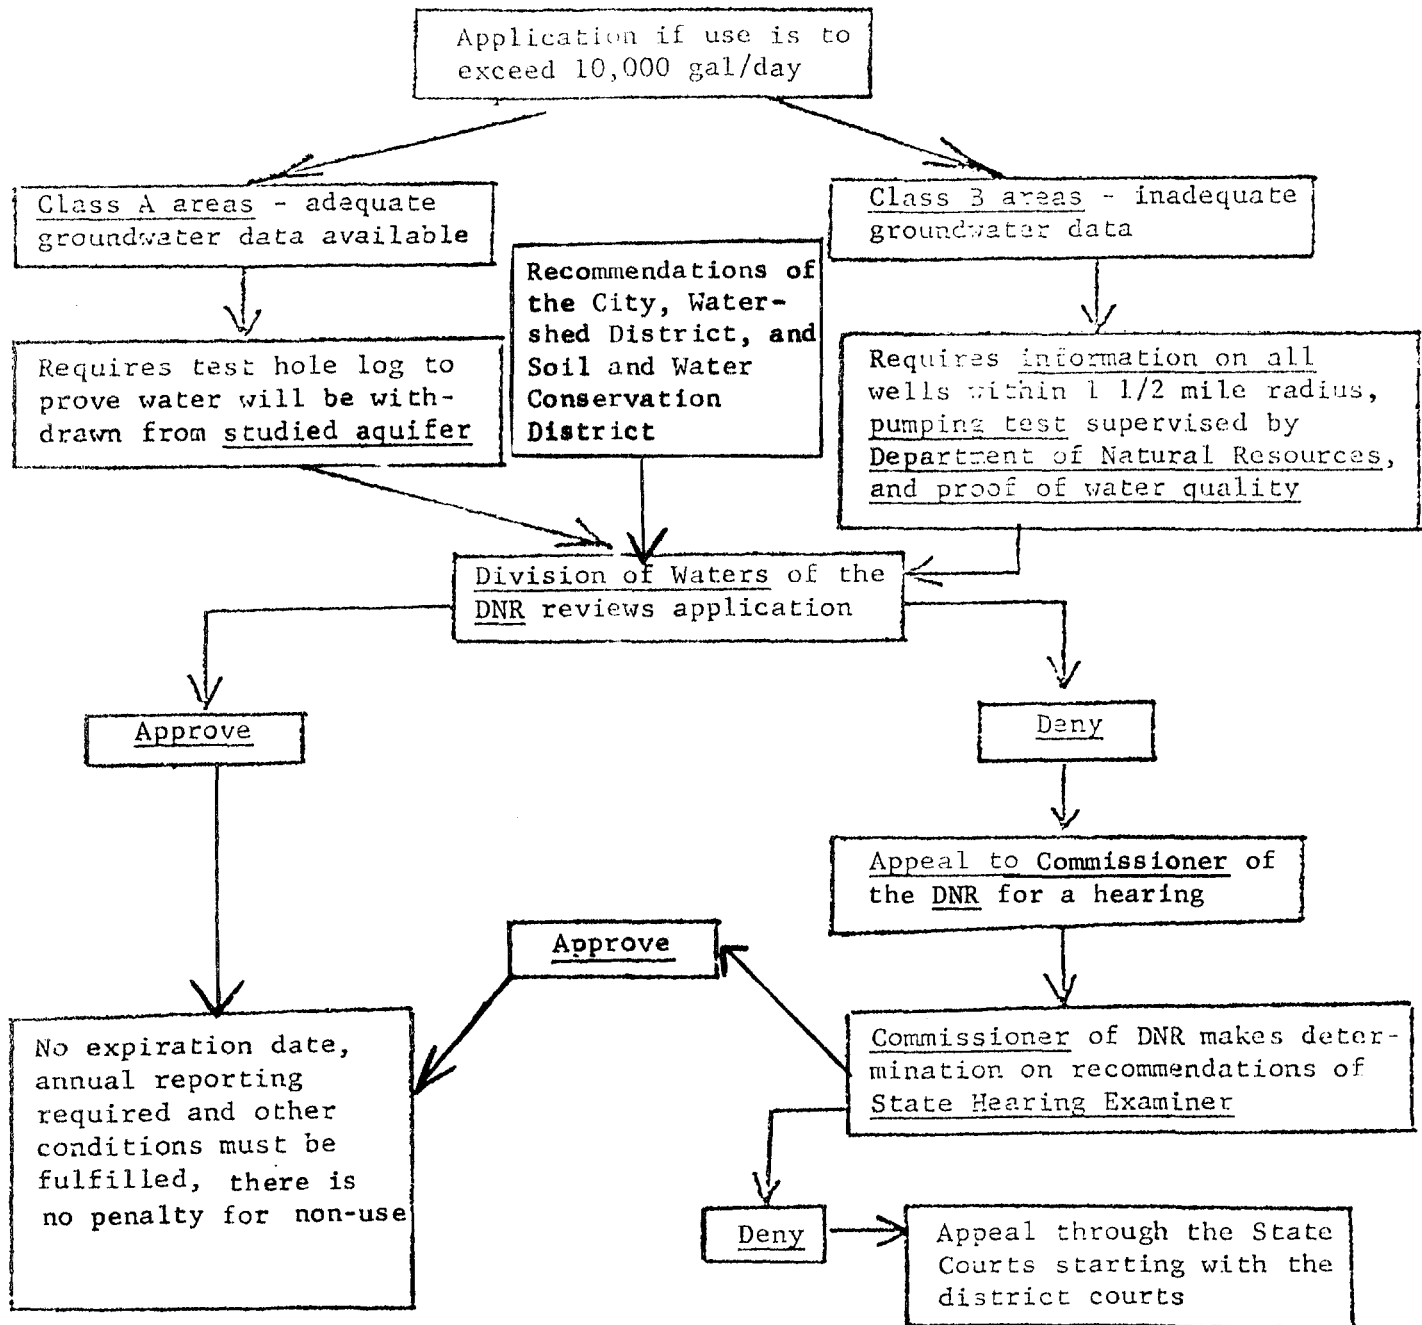 Application if use is to
exceed 10,000 gal/day
Class A areas - adequate
groundwater data available
Class B areas - inadequate
groundwater data
Recommendations of
the City, Water-
shed District, and
Soil and Water
Conservation
District
Requires test hole log to
prove water will be with-
drawn from studied aquifer
Requires information on all
wells within 1 1/2 mile radius,
pumping test supervised by
Department of Natural Resources,
and proof of water quality
Division of Waters of the
DNR reviews application
Approve
Deny
Appeal to Commissioner of
the DNR for a hearing
Approve
Commissioner of DNR makes deter-
mination on recommendations of
State Hearing Examiner
No expiration date,
annual reporting
required and other
conditions must be
fulfilled, there is
no penalty for non-use
Deny
Appeal through the State
Courts starting with the
district courts